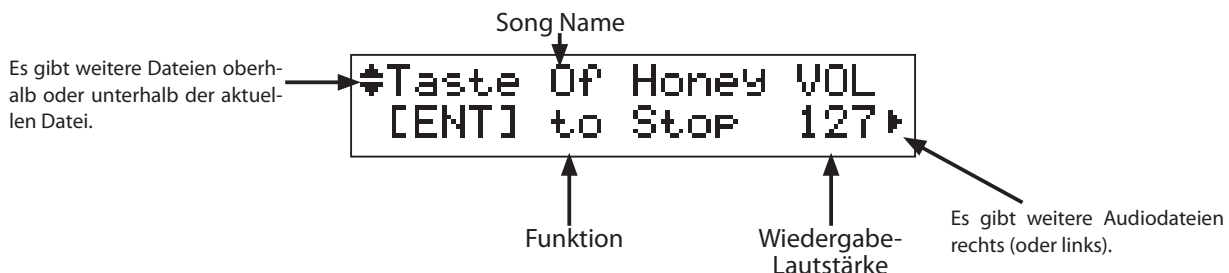 Song Name
Es gibt weitere Dateien oberh-
alb oder unterhalb der aktuel-
len Datei.
Taste Of Honey VOL
[ENT] to Stop 127
Funktion
Wiedergabe-
Lautstärke
Es gibt weitere Audiodateien
rechts (oder links).